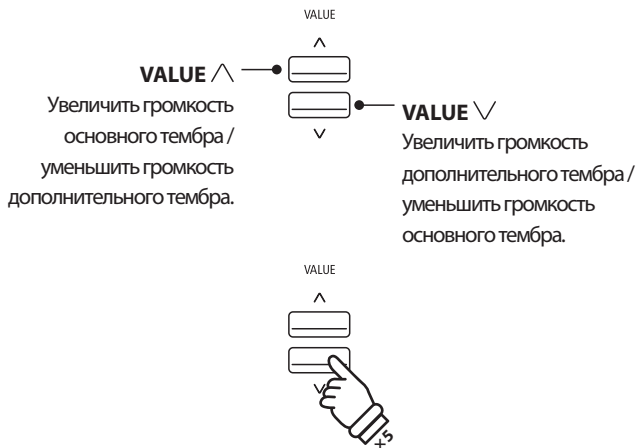 VALUE
VALUE ∧
Увеличить громкость
основного тембра /
уменьшить громкость
дополнительного тембра.
VALUE ∨
Увеличить громкость
дополнительного тембра /
уменьшить громкость
основного тембра.
VALUE
×5